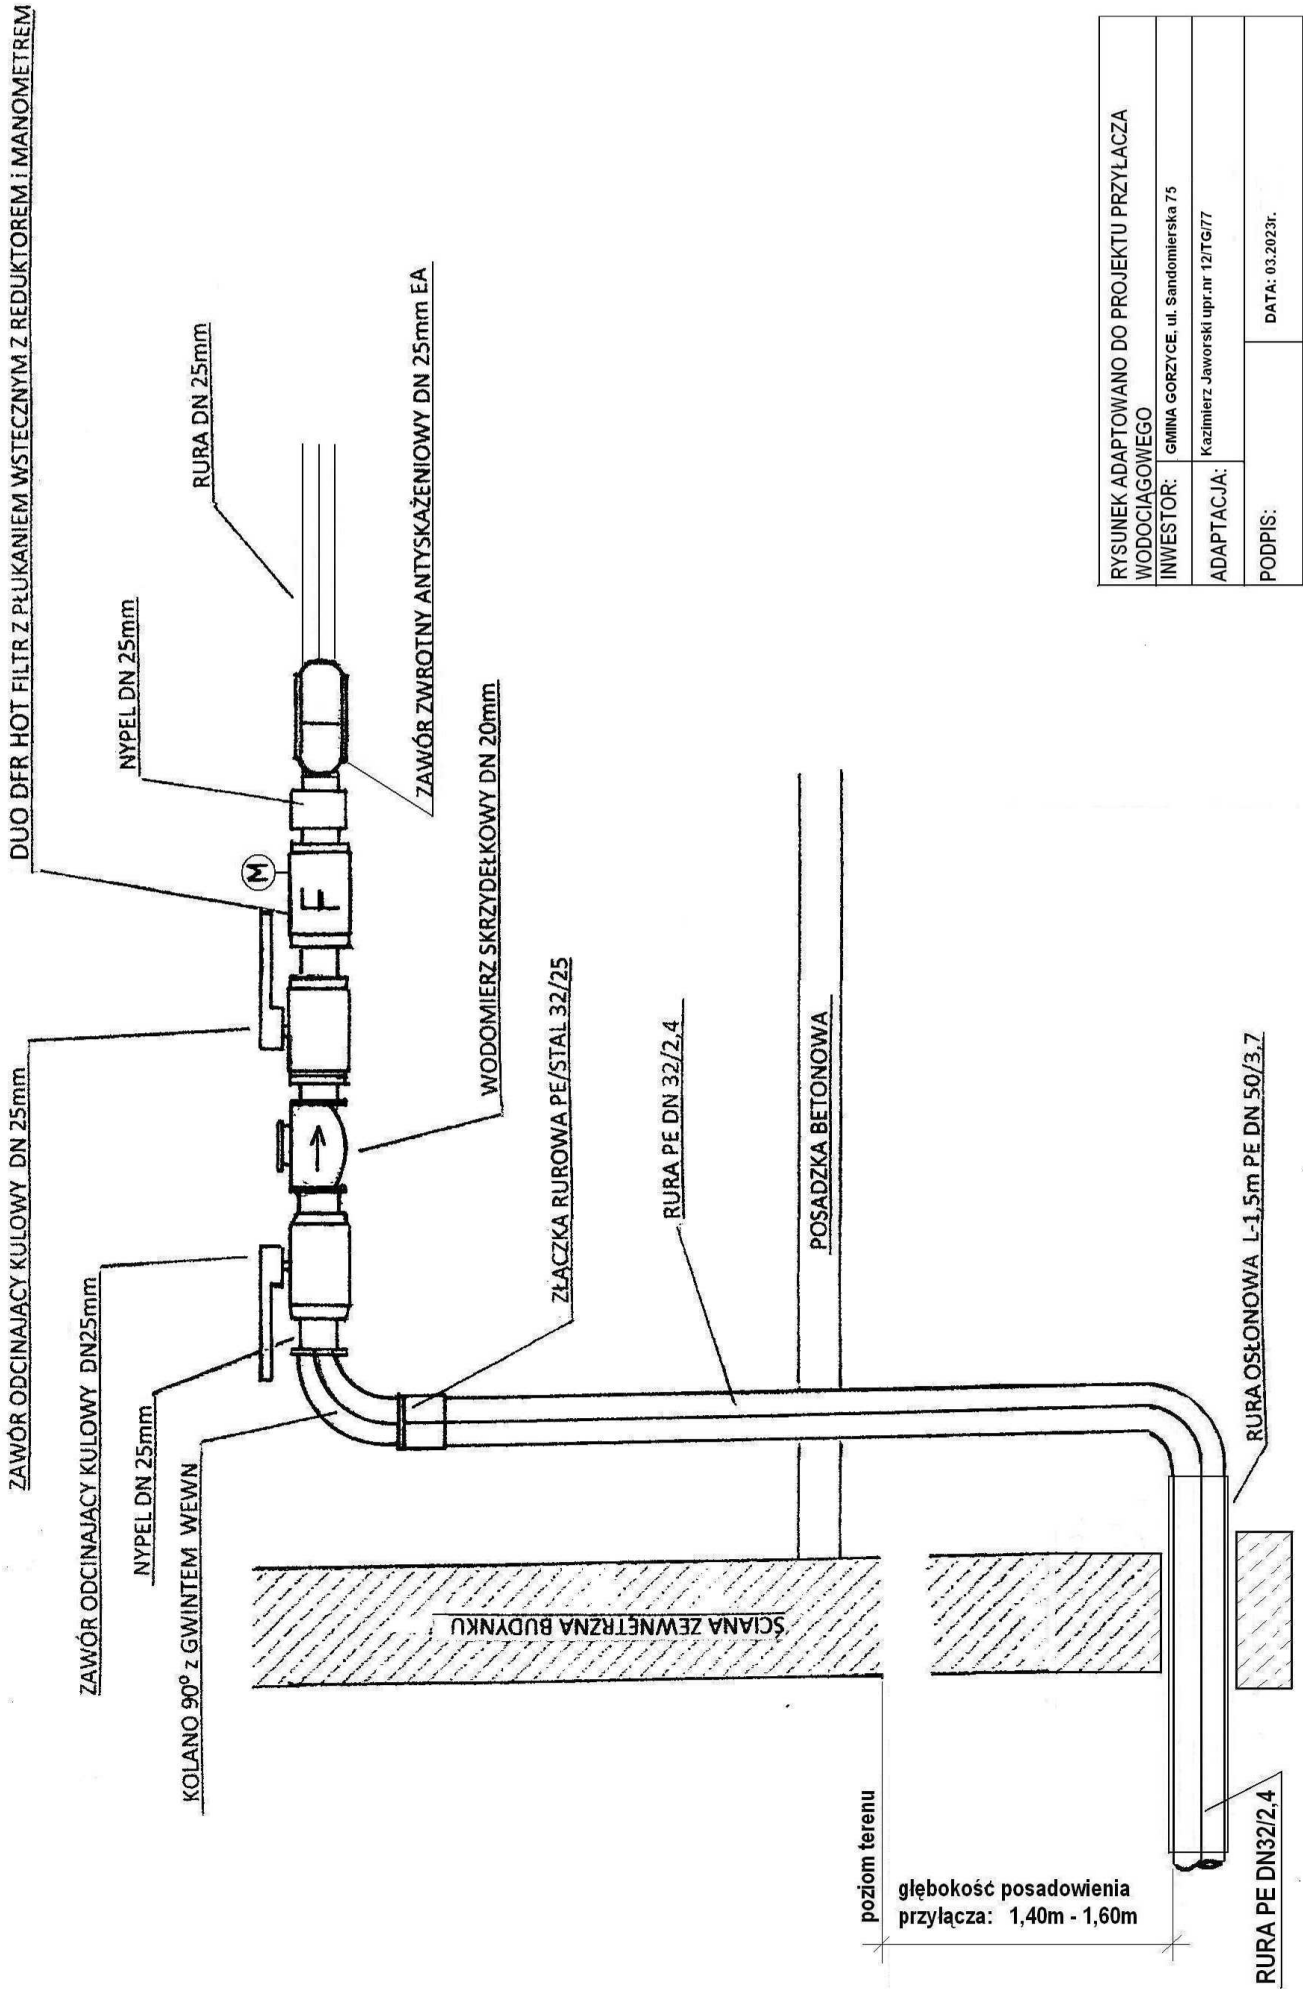 DUO DFR HOT FILTR Z PŁUKANIEM WSTECZNYM Z REDUKTOREM i MANOMETREM
ZAWÓR ODCINAJĄCY KULOWY DN 25mm
ZAWÓR ODCINAJĄCY KULOWY DN25mm
NYPEL DN 25mm
NYPEL DN 25mm
RURA DN 25mm
KOLANO 90º z GWINTEM WEWN
M
F
ZAWÓR ZWROTNY ANTYSKAŻENIOWY DN 25mm EA
WODOMIERZ SKRZYDEŁKOWY DN 20mm
ZŁĄCZKA RUROWA PE/STAL 32/25
RURA PE DN 32/2,4
ŚCIANA ZEWNĘTRZNA BUDYNKU
POSADZKA BETONOWA
poziom terenu
głębokość posadowienia
przyłącza: 1,40m - 1,60m
RURA OSŁONOWA L-1,5m PE DN 50/3,7
RURA PE DN32/2,4
RYSUNEK ADAPTOWANO DO PROJEKTU PRZYŁĄCZA
WODOCIĄGOWEGO
INWESTOR: GMINA GORZYCE, ul. Sandomierska 75
ADAPTACJA: Kazimierz Jaworski upr.nr 12/TG/77
PODPIS: DATA: 03.2023r.